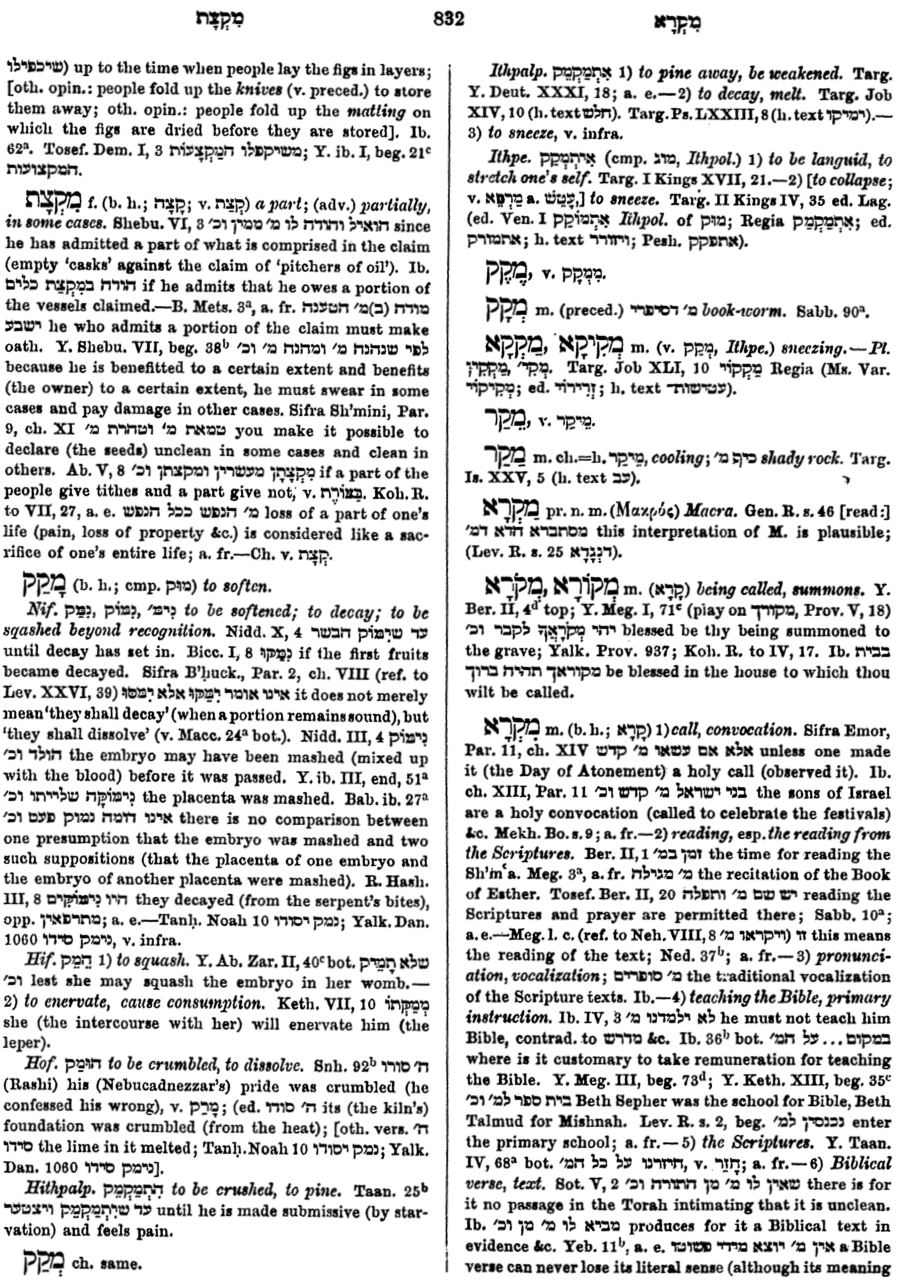 מִקְצָת 832 מִקְרָא
שיכפילו) up to the time when people lay the figs in layers;
[oth. opin.: people fold up the knives (v. preced.) to store
them away; oth. opin.: people fold up the matting on
which the figs are dried before they are stored]. Ib.
62ᵃ. Tosef. Dem. I, 3 משיקפלו הַמַּקְצָעוֹת; Y. ib. I, beg. 21ᶜ
המקצועות.
מִקְצָת f. (b. h.; קָצָה; v. קְצָת) a part; (adv.) partially,
in some cases. Shebu. VI, 3 הואיל והודה לו מ׳ ממין וכ׳ since
he has admitted a part of what is comprised in the claim
(empty ‘casks’ against the claim of ‘pitchers of oil’). Ib.
הודה במקצת כלים if he admits that he owes a portion of
the vessels claimed.—B. Mets. 3ᵃ, a. fr. מודה (ב)מ׳ הטענה
ישבע he who admits a portion of the claim must make
oath. Y. Shebu. VII, beg. 38ᵇ לפי שנהנה מ׳ ומהנה מ׳ וכ׳
because he is benefitted to a certain extent and benefits
(the owner) to a certain extent, he must swear in some
cases and pay damage in other cases. Sifra Sh’mini, Par.
9, ch. XI טמאת מ׳ וטהרת מ׳ you make it possible to
declare (the seeds) unclean in some cases and clean in
others. Ab. V, 8 מִקְצָתָן מעשרין ומקצתן וכ׳ if a part of the
people give tithes and a part give not, v. בַּצּוֹרֶת. Koh. R.
to VII, 27, a. e. מ׳ הנפש ככל הנפש loss of a part of one’s
life (pain, loss of property &c.) is considered like a sac-
rifice of one’s entire life; a. fr.—Ch. v. קְצָת.
מָקַק (b. h.; cmp. מוּק) to soften.
Nif. נִימּוֹ׳, נִמּוֹק, נָמַק to be softened; to decay; to be
sqashed beyond recognition. Nidd. X, 4 עד שיִמּוֹק הבשר
until decay has set in. Bicc. I, 8 נָמַקּוּ if the first fruits
became decayed. Sifra B’ḥuck., Par. 2, ch. VIII (ref. to
Lev. XXVI, 39) אינו אומר יִמַּקּוּ אלא יִמַּסּוּ it does not merely
mean ‘they shall decay’ (when a portion remains sound), but
‘they shall dissolve’ (v. Macc. 24ᵃ bot.). Nidd. III, 4 נִימּוֹק
הולד וכ׳ the embryo may have been mashed (mixed up
with the blood) before it was passed. Y. ib. III, end, 51ᵃ
נִימּוֹקָה שלייתו וכ׳ the placenta was mashed. Bab. ib. 27ᵃ
אינו דומה נמוק פעם וכ׳ there is no comparison between
one presumption that the embryo was mashed and two
such suppositions (that the placenta of one embryo and
the embryo of another placenta were mashed). R. Hash.
III, 8 היו נִימּוֹקִים they decayed (from the serpent’s bites),
opp. מתרפאין; a. e.—Tanḥ. Noah 10 נמק יסודו; Yalk. Dan.
1060 נימק סידו, v. infra.
Hif. הֵמַק 1) to squash. Y. Ab. Zar. II, 40ᶜ bot. שלא תָמִיק
וכ׳ lest she may squash the embryo in her womb.—
2) to enervate, cause consumption. Keth. VII, 10 מְמִקָּתוֹ
she (the intercourse with her) will enervate him (the
leper).
Hof. הוּמַק to be crumbled, to dissolve. Snh. 92ᵇ ה׳ סורו
(Rashi) his (Nebucadnezzar’s) pride was crumbled (he
confessed his wrong), v. מָרַק; (ed. ה׳ סודו its (the kiln’s)
foundation was crumbled (from the heat); [oth. vers. ה׳
סידו the lime in it melted; Tanḥ. Noah 10 נמק יסודו; Yalk.
Dan. 1060 נימק סידו].
Hithpalp. הִתְמַקְמֵק to be crushed, to pine. Taan. 25ᵇ
עד שיִתְמַקְמֵק ויצטער until he is made submissive (by star-
vation) and feels pain.
מְקַק ch. same.
Ithpalp. אִתְמַקְמֵק 1) to pine away, be weakened. Targ.
Y. Deut. XXXI, 18; a. e.—2) to decay, melt. Targ. Job
XIV, 10 (h. text חלש). Targ. Ps. LXXIII, 8 (h. text ימיקו).—
3) to sneeze, v. infra.
Ithpe. אִיתְמְקַק (cmp. מוג, Ithpol.) 1) to be languid, to
stretch one’s self. Targ. I Kings XVII, 21.—2) [to collapse;
v. מַרְפָּא a. עָטַשׁ,] to sneeze. Targ. II Kings IV, 35 ed. Lag.
(ed. Ven. I אִתְמוֹקַק Ithpol. of מוּק; Regia אִתְמַקְמַק; ed.
אתמזורק; h. text ויזורר; Pesh. אתפקק).
מָקֵק, v. מַמָּקָק.
מָקָק m. (preced.) מ׳ דסיפרי book-worm. Sabb. 90ᵃ.
מְקִיקָא, מַקְקָא m. (v. מְקַק, Ithpe.) sneezing.—Pl.
מְקִי׳, מַקְּקִין. Targ. Job XLI, 10 מַקְּקוֹי Regia (Ms. Var.
מְקִיקוֹי; ed. זְרִירוֹי; h. text עטישות־).
מֵקַר, v. מֵיקַר.
מֵקַר m. ch.=h. מֵיקַר, cooling; כיף מ׳ shady rock. Targ.
Is. XXV, 5 (h. text עב).
מַקְרָא pr. n. m. (Μακρός) Macra. Gen. R. s. 46 [read:]
מסתברא הדא דמ׳ this interpretation of M. is plausible;
(Lev. R. s. 25 דנְגָדָא).
מְקוֹרָא, מְקֹרָא m. (קָרָא) being called, summons. Y.
Ber. II, 4ᵈ top; Y. Meg. I, 71ᶜ (play on מקורך, Prov. V, 18)
יהי מְקֹרָאֲךָ לקבר וכ׳ blessed be thy being summoned to
the grave; Yalk. Prov. 937; Koh. R. to IV, 17. Ib. בבית
מקוראך תהיה ברוך be blessed in the house to which thou
wilt be called.
מִקְרָא m. (b. h.; קָרָא) 1) call, convocation. Sifra Emor,
Par. 11, ch. XIV אלא אם עשאו מ׳ קדש unless one made
it (the Day of Atonement) a holy call (observed it). Ib.
ch. XIII, Par. 11 בני ישראל מ׳ קדש וכ׳ the sons of Israel
are a holy convocation (called to celebrate the festivals)
&c. Mekh. Bo. s. 9; a. fr.—2) reading, esp. the reading from
the Scriptures. Ber. II, 1 זמן במ׳ the time for reading the
Sh’m‘a. Meg. 3ᵃ, a. fr. מ׳ מגילה the recitation of the Book
of Esther. Tosef. Ber. II, 20 יש שם מ׳ ותפלה reading the
Scriptures and prayer are permitted there; Sabb. 10ᵃ;
a. e.—Meg. l. c. (ref. to Neh. VIII, 8 ויקראו) זו מ׳ this means
the reading of the text; Ned. 37ᵇ; a. fr.—3) pronunci-
ation, vocalization; מ׳ סופרים the traditional vocalization
of the Scripture texts. Ib.—4) teaching the Bible, primary
instruction. Ib. IV, 3 לא ילמדנו מ׳ he must not teach him
Bible, contrad. to מדרש &c. Ib. 36ᵇ bot. במקום ... על המ׳
where is it customary to take remuneration for teaching
the Bible. Y. Meg. III, beg. 73ᵈ; Y. Keth. XIII, beg. 35ᶜ
בית ספר למ׳ וכ׳ Beth Sepher was the school for Bible, Beth
Talmud for Mishnah. Lev. R. s. 2, beg. נכנסין למ׳ enter
the primary school; a. fr.—5) the Scriptures. Y. Taan.
IV, 68ᵃ bot. חיזרנו על כל המ׳, v. חָזַר; a. fr.—6) Biblical
verse, text. Sot. V, 2 שאין לו מ׳ מן התורה וכ׳ there is for
it no passage in the Torah intimating that it is unclean.
Ib. מביא לו מ׳ מן וכ׳ produces for it a Biblical text in
evidence &c. Yeb. 11ᵇ, a. e. אין מ׳ יוצא מידי פשוטו a Bible
verse can never lose its literal sense (although its meaning